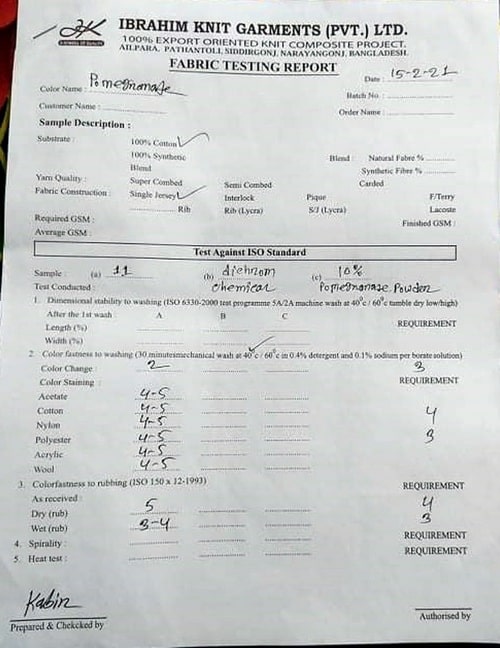 IBRAHIM KNIT GARMENTS (PVT.) LTD.
100% EXPORT ORIENTED KNIT COMPOSITE PROJECT.
AILPARA, PATHANTOLI, SIDDIRGONJ, NARAYANGONJ, BANGLADESH.
FABRIC TESTING REPORT
Date : 15-2-21
Color Name : Pomegronase
Batch No. :
Customer Name :
Order Name :
Sample Description :
Substrate : 100% Cotton ✓
100% Synthetic Blend : Natural Fabre %
Blend Synthetic Fibre %
Yarn Quality : Super Combed Semi Combed Carded
Fabric Construction : Single Jersey ✓ Interlock Pique F/Terry
Rib Rib (Lycra) S/J (Lycra) Lacoste
Required GSM : Finished GSM :
Average GSM :
Test Against ISO Standard
Sample : (a) 11 (b) diehnom (c) 10%
Test Conducted : chemical Pomegronase Powder
1. Dimensional stability to washing (ISO 6330-2000 test programme 5A/2A machine wash at 40°c / 60°c tamble dry low/high)
After the 1st wash : A B C REQUIREMENT
Length (%)
Width (%)
2. Color fastness to washing (30 minutesmechanical wash at 40°c / 60°c in 0.4% detergent and 0.1% sodium per borate solution)
Color Change : 2 3
Color Staining : REQUIREMENT
Acetate 4-5
Cotton 4-5 4
Nylon 4-5
Polyester 4-5 3
Acrylic 4-5
Wool 4-5
3. Colorfastness to rubbing (ISO 150 x 12-1993) REQUIREMENT
As received :
Dry (rub) 5 4
Wet (rub) 3-4 3
4. Spirality : REQUIREMENT
5. Heat test : REQUIREMENT
Kabir
Prepared & Chekcked by Authorised by